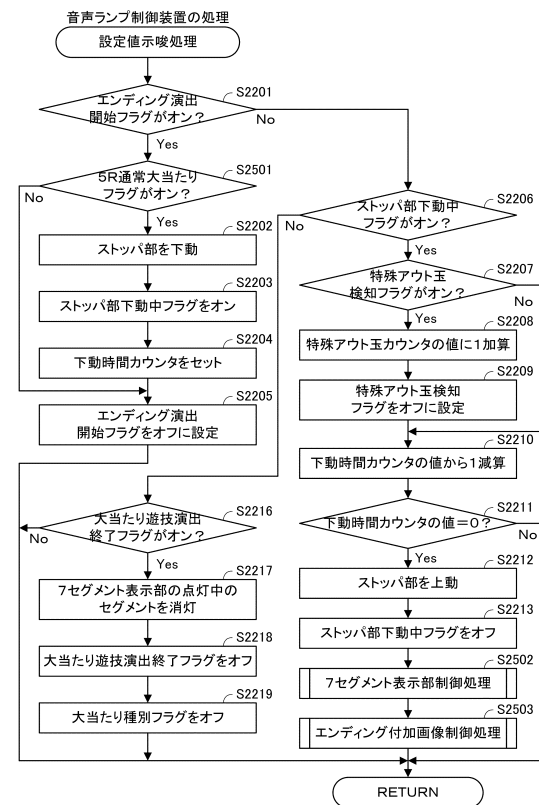 音声ランプ制御装置の処理
設定値示唆処理
S2201
エンディング演出
開始フラグがオン？
No
Yes
S2501
5R通常大当たり
フラグがオン？
No
Yes
S2202
ストッパ部を下動
S2203
ストッパ部下動中フラグをオン
S2204
下動時間カウンタをセット
S2205
エンディング演出
開始フラグをオフに設定
S2206
ストッパ部下動中
フラグがオン？
No
Yes
S2207
特殊アウト玉
検知フラグがオン？
No
Yes
S2208
特殊アウト玉カウンタの値に1加算
S2209
特殊アウト玉検知
フラグをオフに設定
S2210
下動時間カウンタの値から1減算
S2211
下動時間カウンタの値＝0？
No
Yes
S2212
ストッパ部を上動
S2213
ストッパ部下動中フラグをオフ
S2502
7セグメント表示部制御処理
S2503
エンディング付加画像制御処理
S2216
大当たり遊技演出
終了フラグがオン？
No
Yes
S2217
7セグメント表示部の点灯中の
セグメントを消灯
S2218
大当たり遊技演出終了フラグをオフ
S2219
大当たり種別フラグをオフ
RETURN